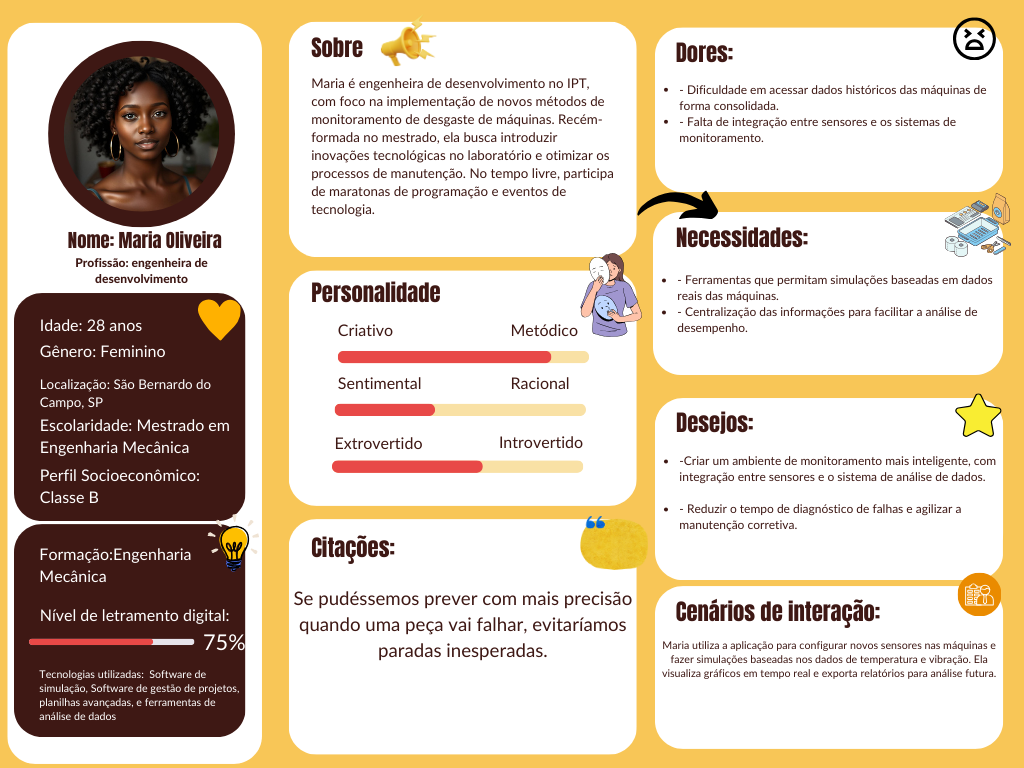 Nome: Maria Oliveira
Profissão: engenheira de
desenvolvimento
Idade: 28 anos
Gênero: Feminino
Localização: São Bernardo do
Campo, SP
Escolaridade: Mestrado em
Engenharia Mecânica
Perfil Socioeconômico:
Classe B
Formação:Engenharia
Mecânica
Nível de letramento digital:
75%
Tecnologias utilizadas: Software de
simulação, Software de gestão de projetos,
planilhas avançadas, e ferramentas de
análise de dados
Sobre
Maria é engenheira de desenvolvimento no IPT,
com foco na implementação de novos métodos de
monitoramento de desgaste de máquinas. Recém-
formada no mestrado, ela busca introduzir
inovações tecnológicas no laboratório e otimizar os
processos de manutenção. No tempo livre, participa
de maratonas de programação e eventos de
tecnologia.
Personalidade
Criativo Metódico
Sentimental Racional
Extrovertido Introvertido
Citações:
Se pudéssemos prever com mais precisão
quando uma peça vai falhar, evitaríamos
paradas inesperadas.
Dores:
• - Dificuldade em acessar dados históricos das máquinas de
forma consolidada.
• - Falta de integração entre sensores e os sistemas de
monitoramento.
Necessidades:
• - Ferramentas que permitam simulações baseadas em dados
reais das máquinas.
• - Centralização das informações para facilitar a análise de
desempenho.
Desejos:
• -Criar um ambiente de monitoramento mais inteligente, com
integração entre sensores e o sistema de análise de dados.
• - Reduzir o tempo de diagnóstico de falhas e agilizar a
manutenção corretiva.
Cenários de interação:
Maria utiliza a aplicação para configurar novos sensores nas máquinas e
fazer simulações baseadas nos dados de temperatura e vibração. Ela
visualiza gráficos em tempo real e exporta relatórios para análise futura.